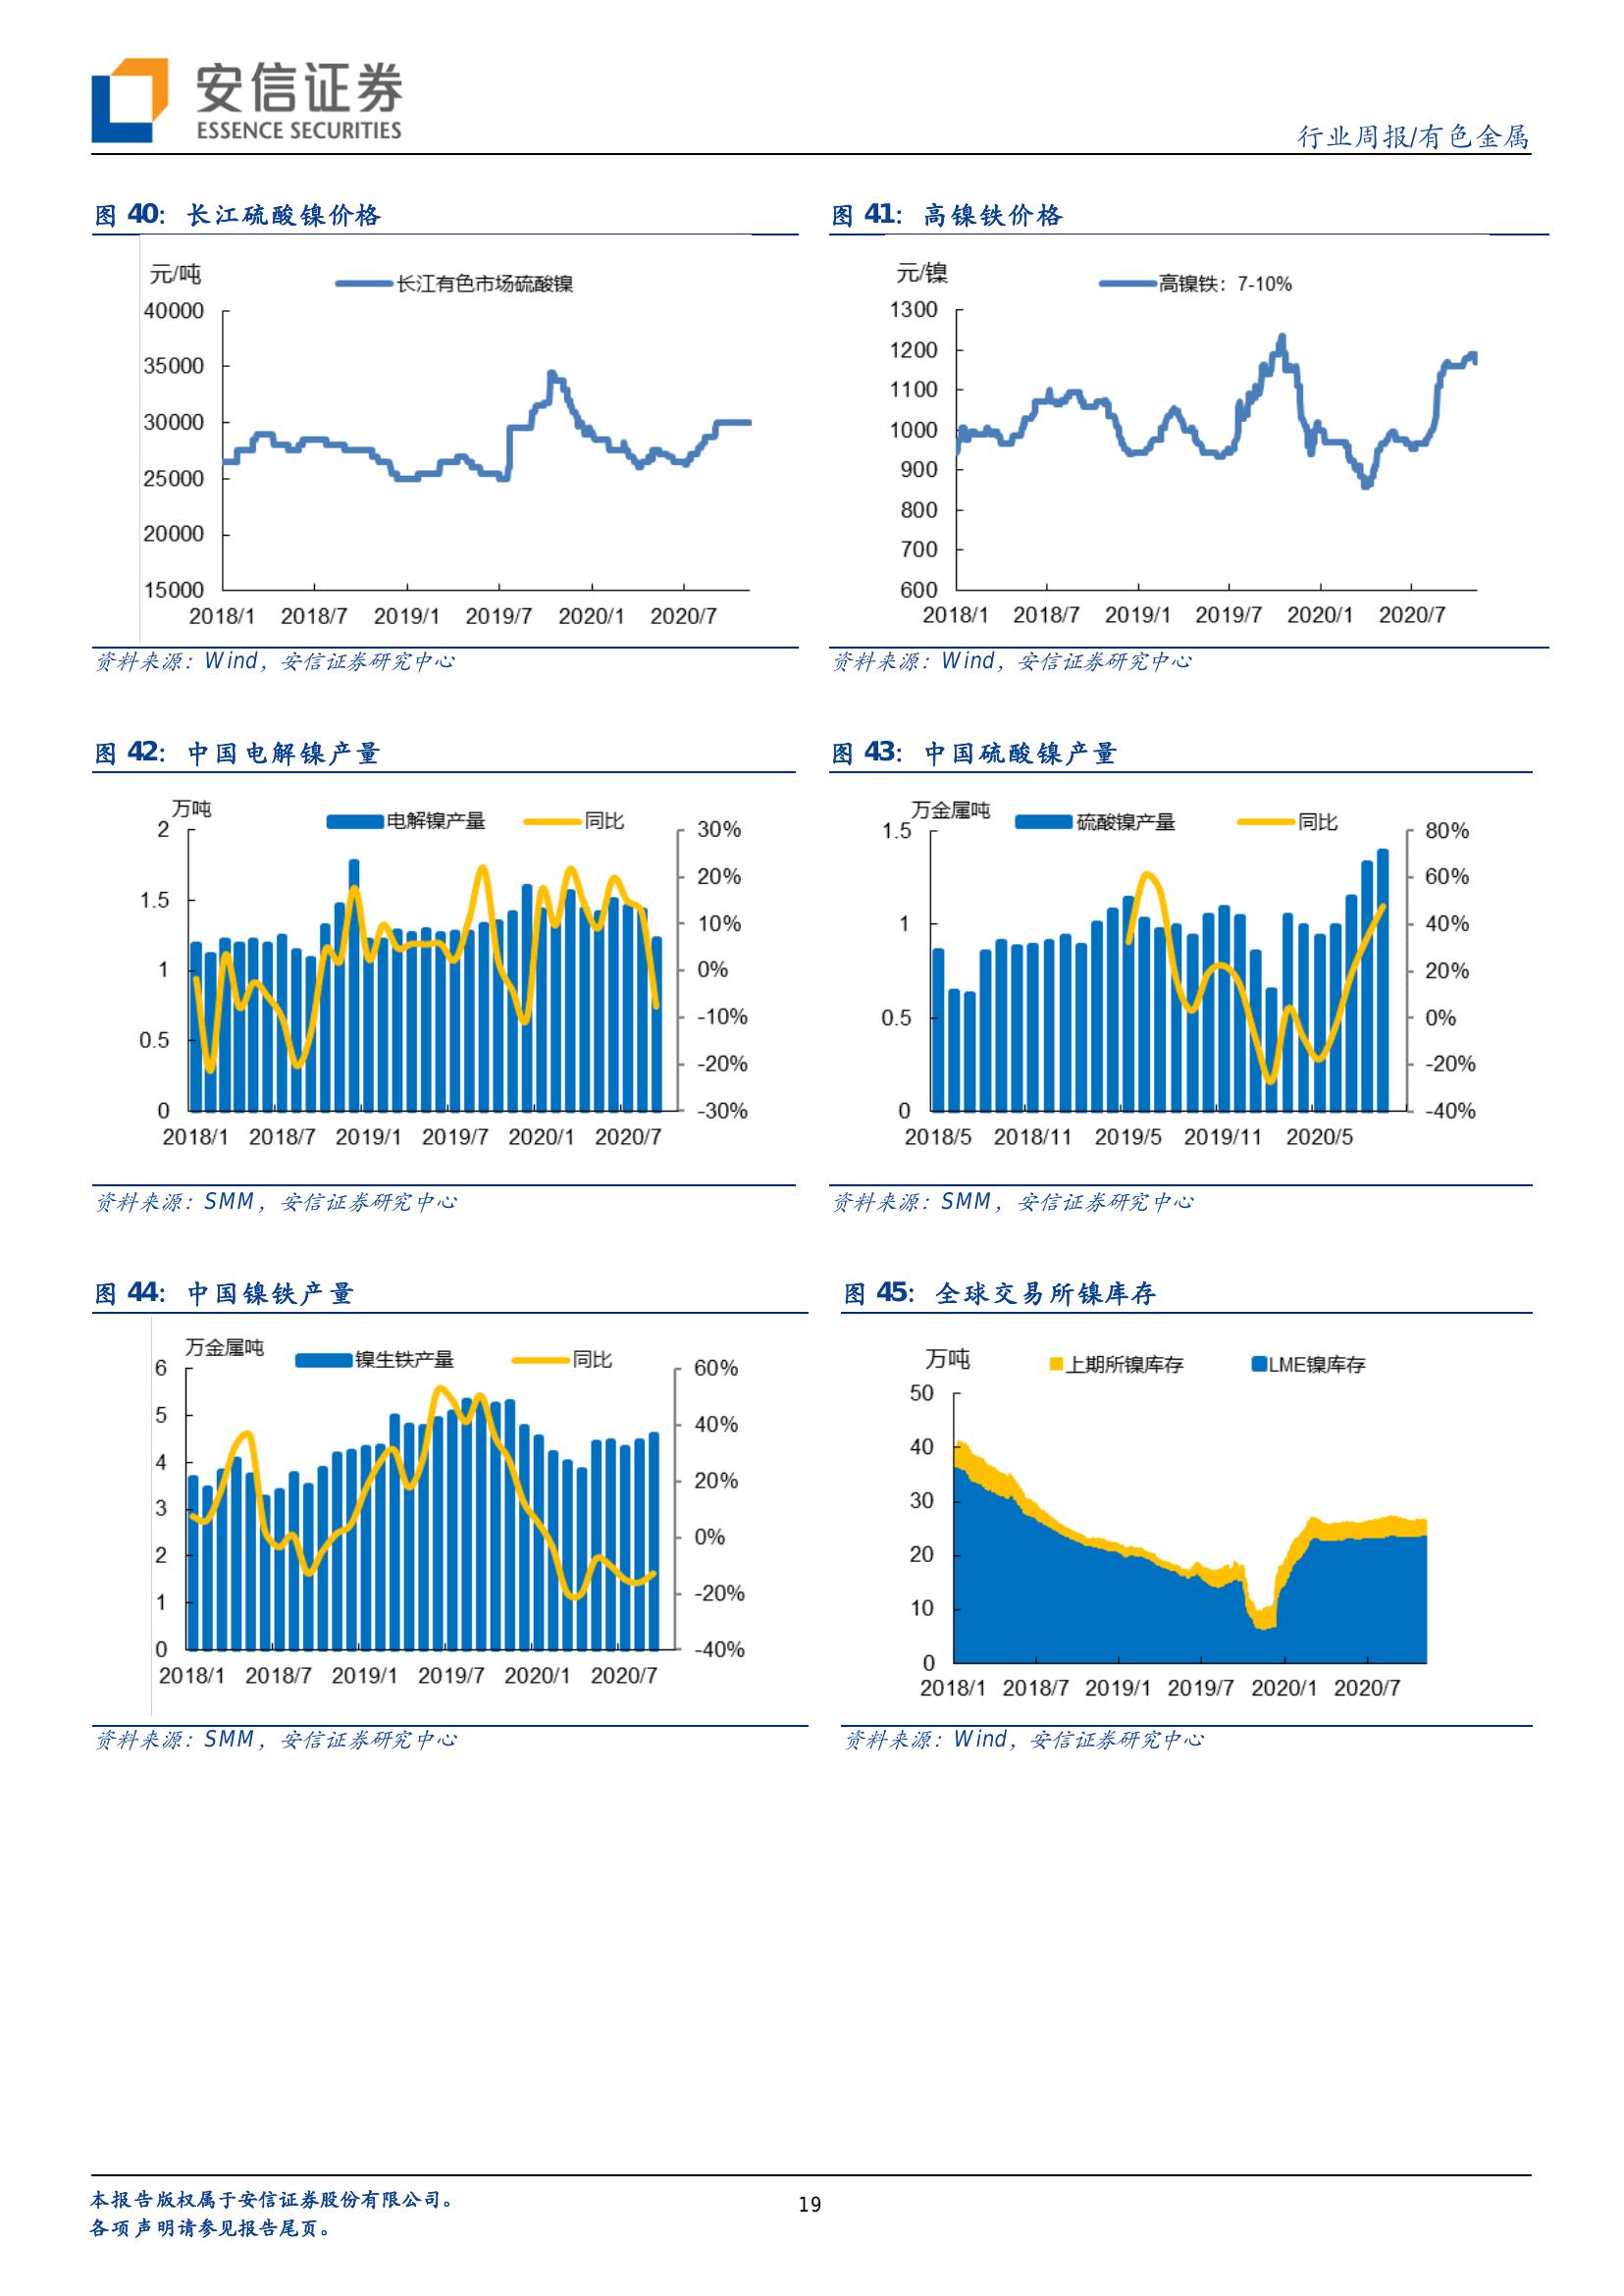 安信证券
ESSENCE SECURITIES
行业周报/有色金属
图 40: 长江硫酸镍价格
元/吨
长江有色市场硫酸镍
40000
35000
30000
25000
20000
15000
2018/1 2018/7 2019/1 2019/7 2020/1 2020/7
资料来源：Wind，安信证券研究中心
图 41: 高镍铁价格
元/镍
高镍铁：7-10%
1300
1200
1100
1000
900
800
700
600
2018/1 2018/7 2019/1 2019/7 2020/1 2020/7
资料来源：Wind，安信证券研究中心
图 42: 中国电解镍产量
万吨
电解镍产量 同比
2
1.5
1
0.5
0
30%
20%
10%
0%
-10%
-20%
-30%
2018/1 2018/7 2019/1 2019/7 2020/1 2020/7
资料来源：SMM，安信证券研究中心
图 43: 中国硫酸镍产量
万金属吨
硫酸镍产量 同比
1.5
1
0.5
0
80%
60%
40%
20%
0%
-20%
-40%
2018/5 2018/11 2019/5 2019/11 2020/5
资料来源：SMM，安信证券研究中心
图 44: 中国镍铁产量
万金属吨
镍生铁产量 同比
6
5
4
3
2
1
0
60%
40%
20%
0%
-20%
-40%
2018/1 2018/7 2019/1 2019/7 2020/1 2020/7
资料来源：SMM，安信证券研究中心
图 45: 全球交易所镍库存
万吨
上期所镍库存 LME镍库存
50
40
30
20
10
0
2018/1 2018/7 2019/1 2019/7 2020/1 2020/7
资料来源：Wind，安信证券研究中心
本报告版权属于安信证券股份有限公司。
各项声明请参见报告尾页。
19